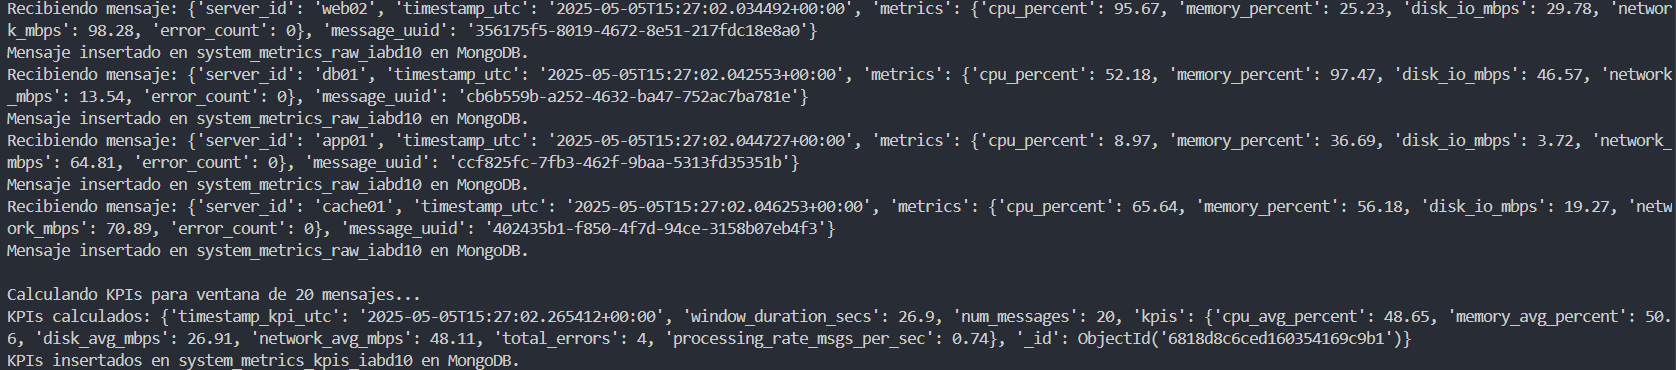 Recibiendo mensaje: {'server_id': 'web02', 'timestamp_utc': '2025-05-05T15:27:02.034492+00:00', 'metrics': {'cpu_percent': 95.67, 'memory_percent': 25.23, 'disk_io_mbps': 29.78, 'networ
k_mbps': 98.28, 'error_count': 0}, 'message_uuid': '356175f5-8019-4672-8e51-217fdc18e8a0'}
Mensaje insertado en system_metrics_raw_iabd10 en MongoDB.
Recibiendo mensaje: {'server_id': 'db01', 'timestamp_utc': '2025-05-05T15:27:02.042553+00:00', 'metrics': {'cpu_percent': 52.18, 'memory_percent': 97.47, 'disk_io_mbps': 46.57, 'network
_mbps': 13.54, 'error_count': 0}, 'message_uuid': 'cb6b559b-a252-4632-ba47-752ac7ba781e'}
Mensaje insertado en system_metrics_raw_iabd10 en MongoDB.
Recibiendo mensaje: {'server_id': 'app01', 'timestamp_utc': '2025-05-05T15:27:02.044727+00:00', 'metrics': {'cpu_percent': 8.97, 'memory_percent': 36.69, 'disk_io_mbps': 3.72, 'network_
mbps': 64.81, 'error_count': 0}, 'message_uuid': 'ccf825fc-7fb3-462f-9baa-5313fd35351b'}
Mensaje insertado en system_metrics_raw_iabd10 en MongoDB.
Recibiendo mensaje: {'server_id': 'cache01', 'timestamp_utc': '2025-05-05T15:27:02.046253+00:00', 'metrics': {'cpu_percent': 65.64, 'memory_percent': 56.18, 'disk_io_mbps': 19.27, 'netw
ork_mbps': 70.89, 'error_count': 0}, 'message_uuid': '402435b1-f850-4f7d-94ce-3158b07eb4f3'}
Mensaje insertado en system_metrics_raw_iabd10 en MongoDB.
Calculando KPIs para ventana de 20 mensajes...
KPIs calculados: {'timestamp_kpi_utc': '2025-05-05T15:27:02.265412+00:00', 'window_duration_secs': 26.9, 'num_messages': 20, 'kpis': {'cpu_avg_percent': 48.65, 'memory_avg_percent': 50.
6, 'disk_avg_mbps': 26.91, 'network_avg_mbps': 48.11, 'total_errors': 4, 'processing_rate_msgs_per_sec': 0.74}, '_id': ObjectId('6818d8c6ced160354169c9b1')}
KPIs insertados en system_metrics_kpis_iabd10 en MongoDB.